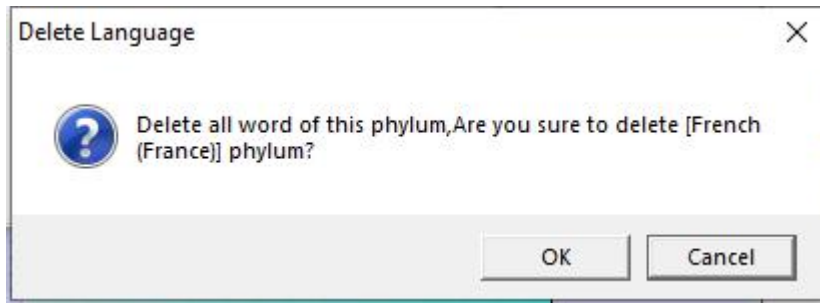 Delete Language
Delete all word of this phylum,Are you sure to delete [French
(France)] phylum?
OK
Cancel